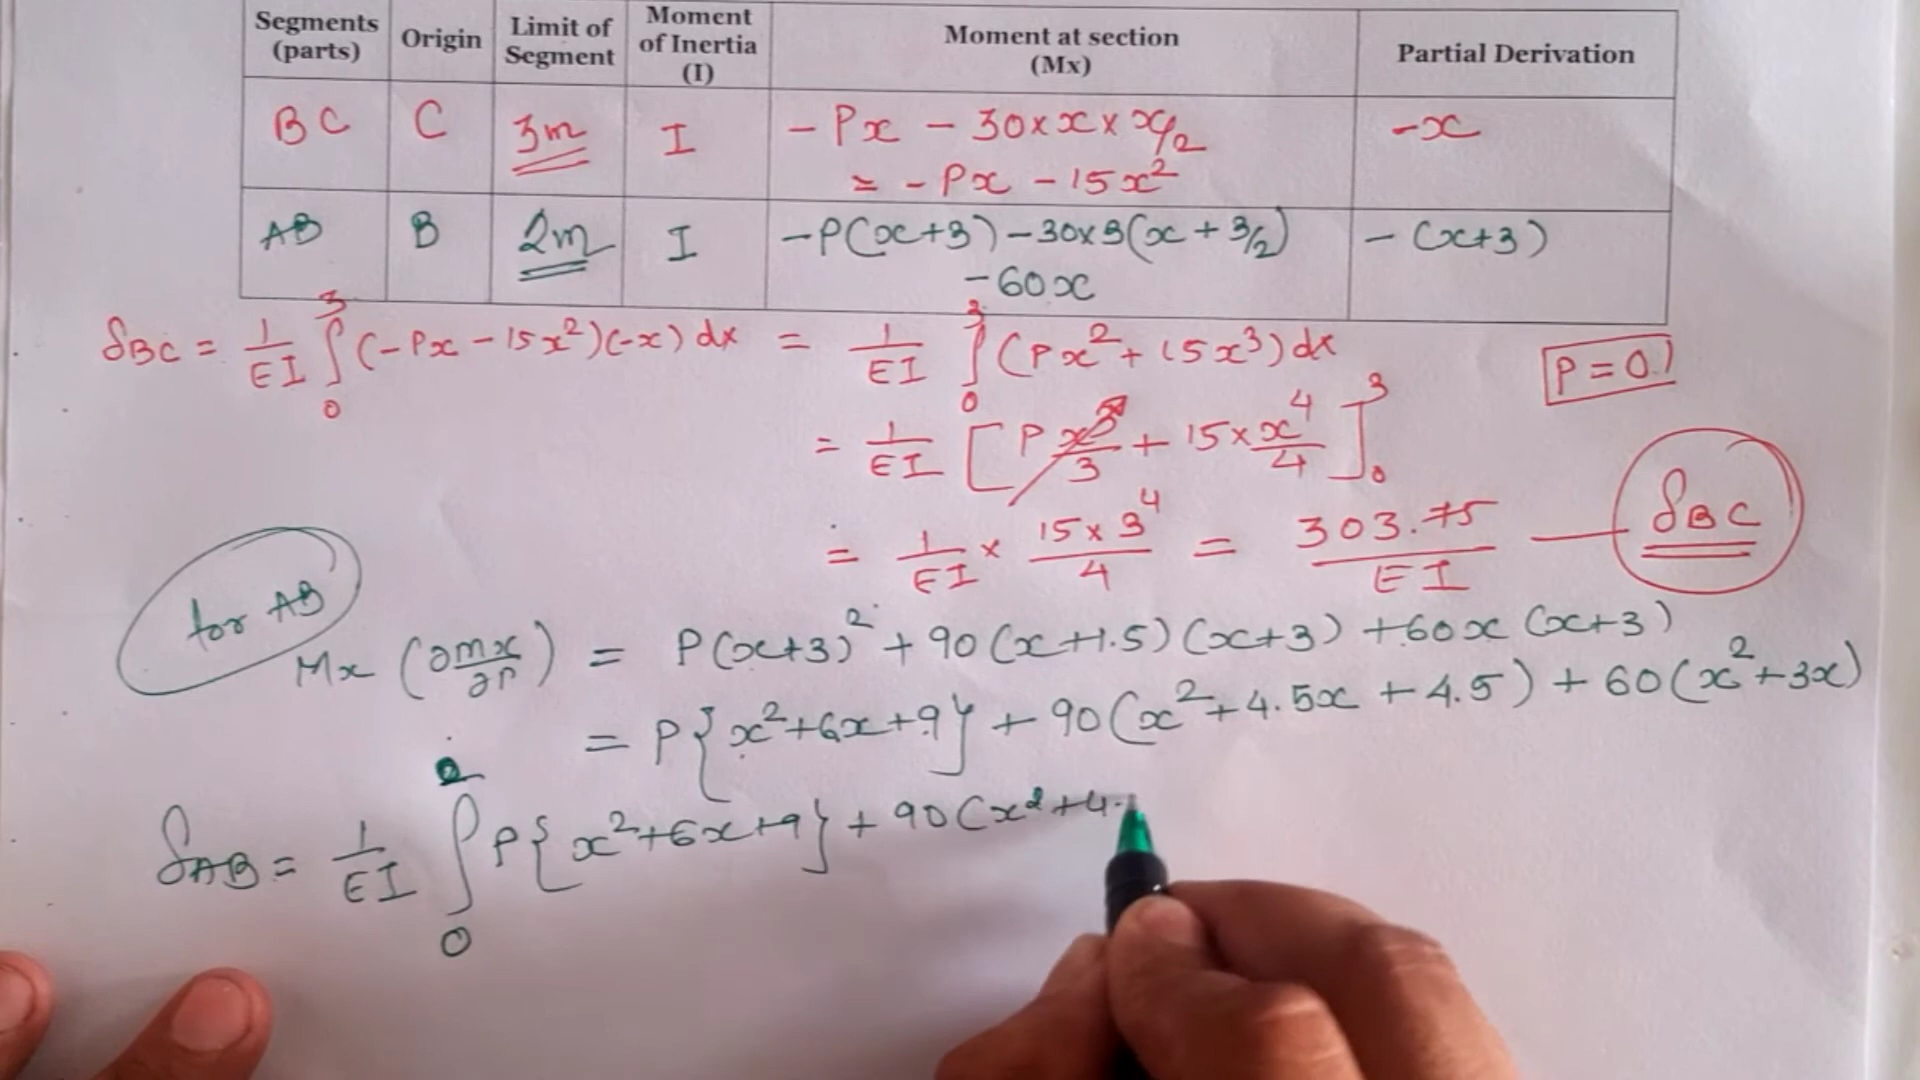 Segments (parts) Origin Limit of Segment Moment of Inertia (I) Moment at section (Mx) Partial Derivation
BC C 3m I -Px - 30×x×x/2 -x
= -Px - 15x²
AB B 2m I -P(x+3) - 30×3(x + 3/2) - (x+3)
-60x
δBC = 1/EI ∫₀³ (-Px - 15x²)(-x) dx = 1/EI ∫₀³ (Px² + 15x³) dx P = 0
= 1/EI [P x³/3 + 15 × x⁴/4]₀³
= 1/EI × 15×3⁴/4 = 303.75/EI — δBC
for AB
Mx (∂mx/∂P) = P(x+3)² + 90(x+1.5)(x+3) + 60x(x+3)
= P{x²+6x+9} + 90(x²+4.5x+4.5) + 60(x²+3x)
δAB = 1/EI ∫₀² P{x²+6x+9} + 90(x²+4.